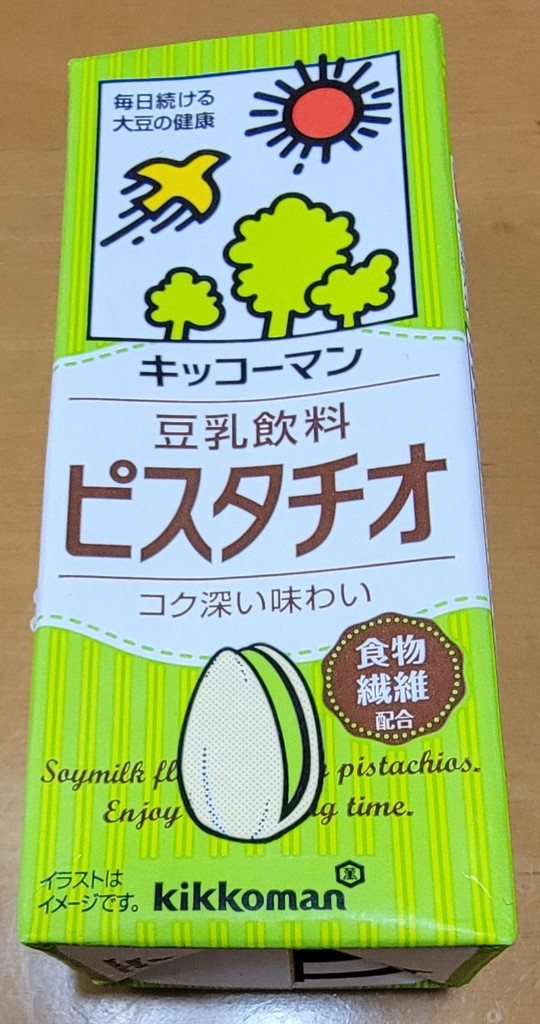 毎日続ける
大豆の健康
キッコーマン
豆乳飲料
ピスタチオ
コク深い味わい
食物
繊維
配合
Soymilk pistachios.
Enjoy time.
イラストは
イメージです。
kikkoman
萬